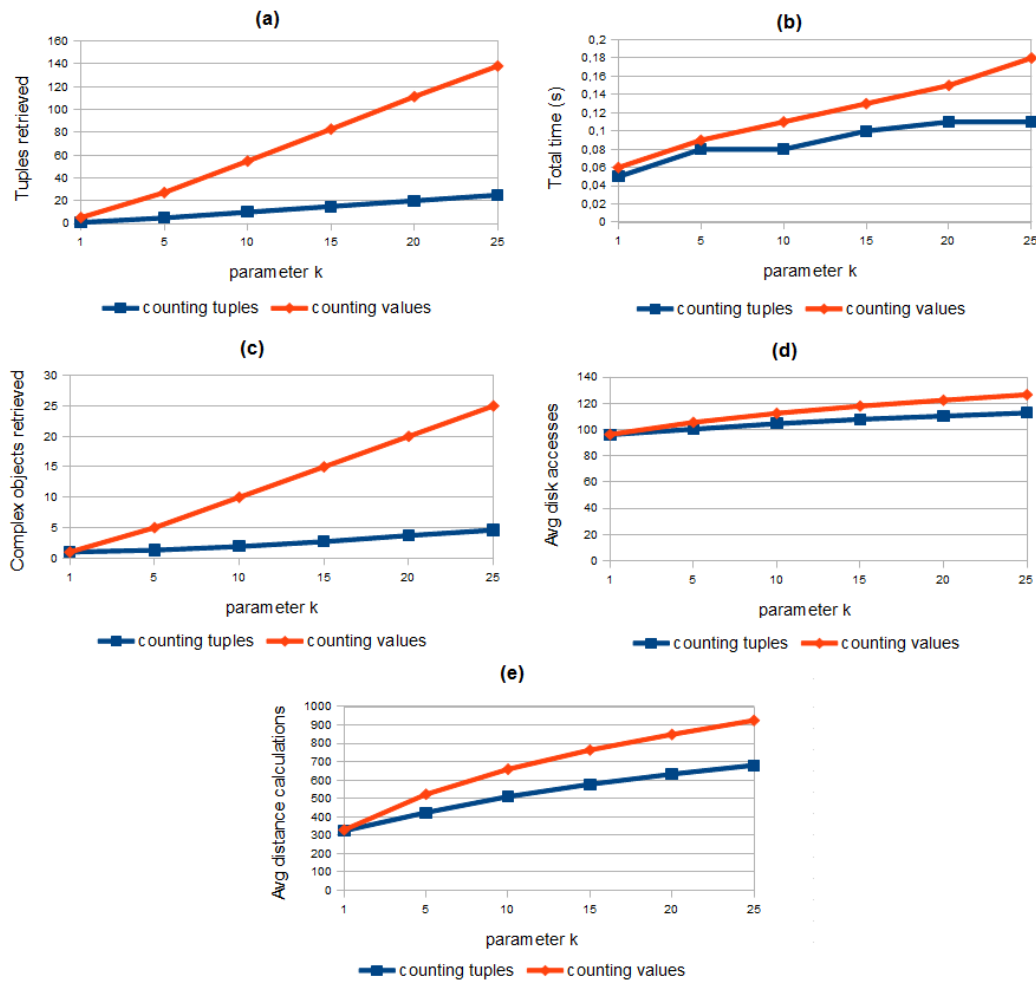 (a)
Tuples retrieved
160
140
120
100
80
60
40
20
0
1 5 10 15 20 25
parameter k
counting tuples counting values
(b)
Total time (s)
0,2
0,18
0,16
0,14
0,12
0,1
0,08
0,06
0,04
0,02
0
1 5 10 15 20 25
parameter k
counting tuples counting values
(c)
Complex objects retrieved
30
25
20
15
10
5
0
1 5 10 15 20 25
parameter k
counting tuples counting values
(d)
Avg disk accesses
140
120
100
80
60
40
20
0
1 5 10 15 20 25
parameter k
counting tuples counting values
(e)
Avg distance calculations
1000
900
800
700
600
500
400
300
200
100
0
1 5 10 15 20 25
parameter k
counting tuples counting values